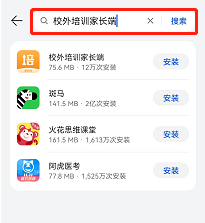 校外培训家长端 搜索
培
校外培训家长端
75.6 MB · 12万次安装
安装
斑马
141.5 MB · 2亿次安装
安装
火花思维课堂
161.5 MB · 1,613万次安装
安装
阿虎医考
77.8 MB · 1,525万次安装
安装